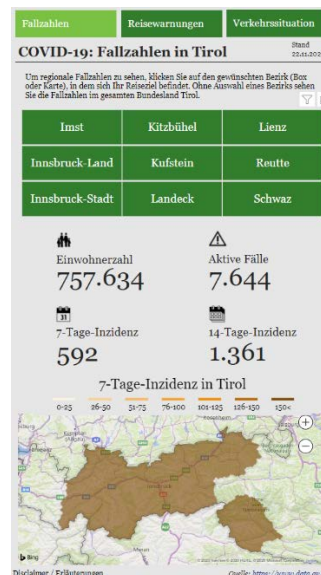 Fallzahlen Reisewarnungen Verkehrssituation
COVID-19: Fallzahlen in Tirol
Stand
22.11.202
Um regionale Fallzahlen zu sehen, klicken Sie auf den gewünschten Bezirk (Box
oder Karte), in dem sich Ihr Reiseziel befindet. Ohne Auswahl eines Bezirks sehen
Sie die Fallzahlen im gesamten Bundesland Tirol.
Imst Kitzbühel Lienz
Innsbruck-Land Kufstein Reutte
Innsbruck-Stadt Landeck Schwaz
Einwohnerzahl Aktive Fälle
757.634 7.644
31
7-Tage-Inzidenz 14-Tage-Inzidenz
592 1.361
7-Tage-Inzidenz in Tirol
0-25 26-50 51-75 76-100 101-125 126-150 150<
Bing
Disclaimer / Erläuterungen